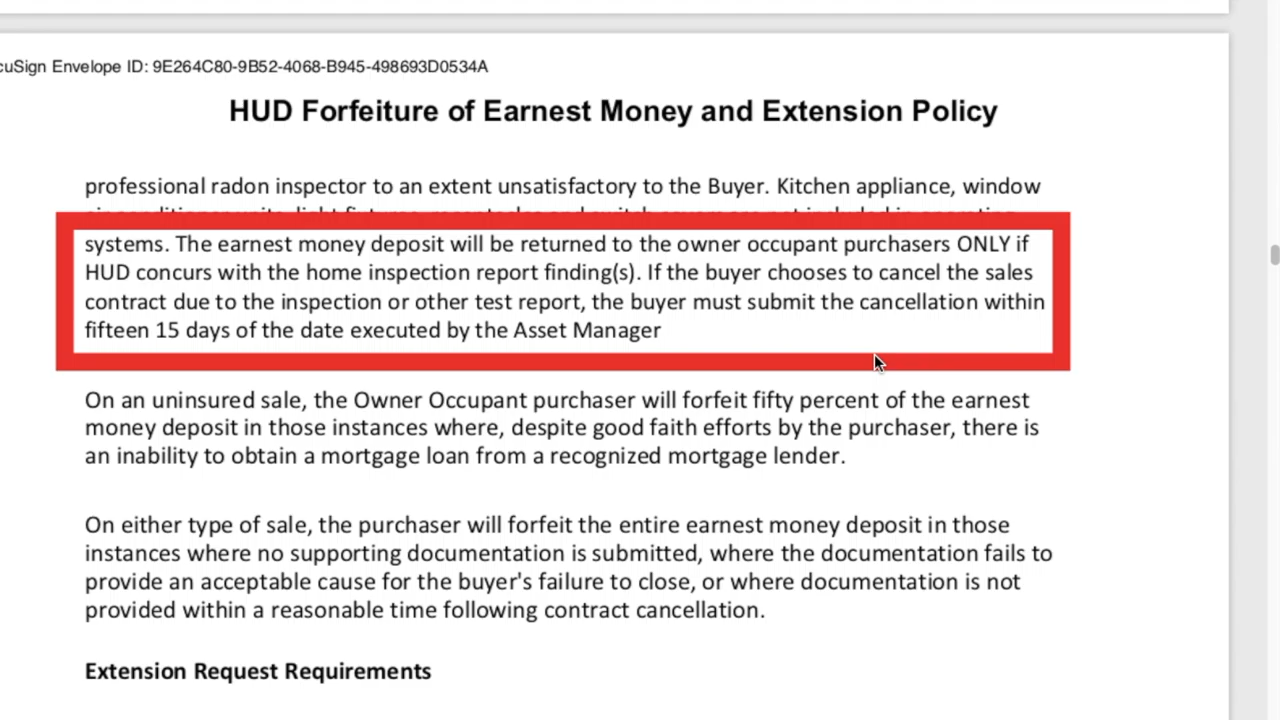 cuSign Envelope ID: 9E264C80-9B52-4068-B945-498693D0534A
HUD Forfeiture of Earnest Money and Extension Policy
professional radon inspector to an extent unsatisfactory to the Buyer. Kitchen appliance, window
systems. The earnest money deposit will be returned to the owner occupant purchasers ONLY if
HUD concurs with the home inspection report finding(s). If the buyer chooses to cancel the sales
contract due to the inspection or other test report, the buyer must submit the cancellation within
fifteen 15 days of the date executed by the Asset Manager
On an uninsured sale, the Owner Occupant purchaser will forfeit fifty percent of the earnest
money deposit in those instances where, despite good faith efforts by the purchaser, there is
an inability to obtain a mortgage loan from a recognized mortgage lender.
On either type of sale, the purchaser will forfeit the entire earnest money deposit in those
instances where no supporting documentation is submitted, where the documentation fails to
provide an acceptable cause for the buyer's failure to close, or where documentation is not
provided within a reasonable time following contract cancellation.
Extension Request Requirements